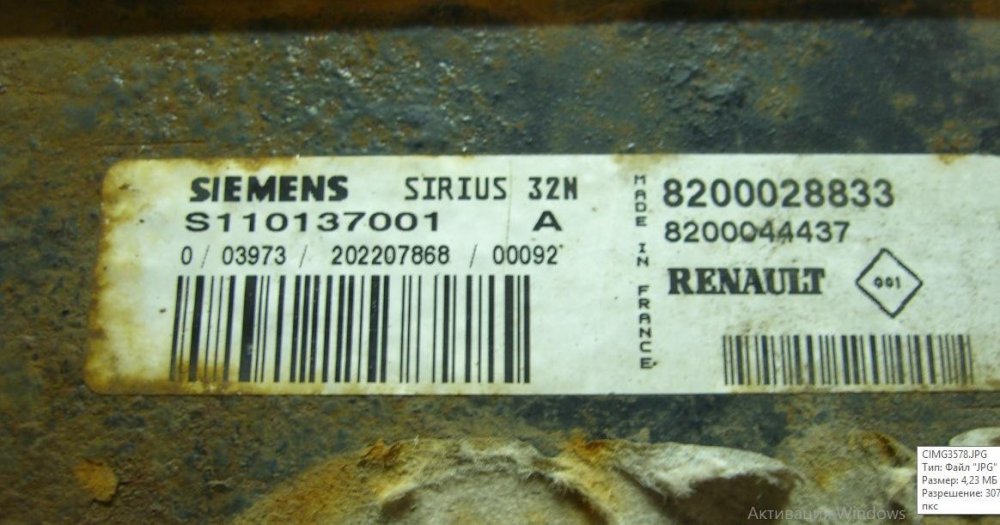 SIEMENS SIRIUS 32N
S110137001 A
0 / 03973 / 202207868 / 00092
MADE IN FRANCE
8200028833
8200044437
RENAULT 001
CIMG3578.JPG
Тип: Файл "JPG"
Размер: 4,23 МБ
Разрешение: 307
пкс
Активация Windows